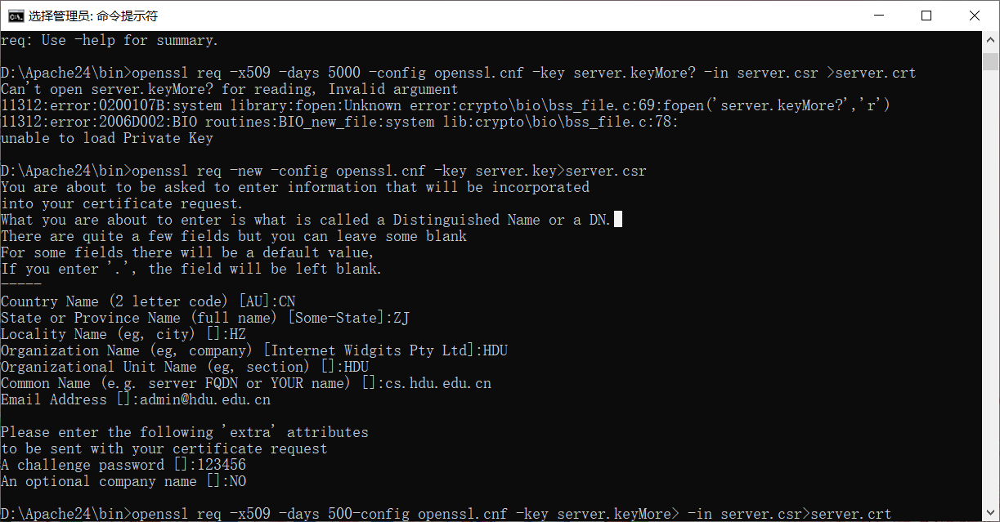 选择管理员: 命令提示符
req: Use -help for summary.
D:\Apache24\bin>openssl req -x509 -days 5000 -config openssl.cnf -key server.keyMore? -in server.csr >server.crt
Can't open server.keyMore? for reading, Invalid argument
11312:error:0200107B:system library:fopen:Unknown error:crypto\bio\bss_file.c:69:fopen('server.keyMore?','r')
11312:error:2006D002:BIO routines:BIO_new_file:system lib:crypto\bio\bss_file.c:78:
unable to load Private Key
D:\Apache24\bin>openssl req -new -config openssl.cnf -key server.key>server.csr
You are about to be asked to enter information that will be incorporated
into your certificate request.
What you are about to enter is what is called a Distinguished Name or a DN.
There are quite a few fields but you can leave some blank
For some fields there will be a default value,
If you enter '.', the field will be left blank.
-----
Country Name (2 letter code) [AU]:CN
State or Province Name (full name) [Some-State]:ZJ
Locality Name (eg, city) []:HZ
Organization Name (eg, company) [Internet Widgits Pty Ltd]:HDU
Organizational Unit Name (eg, section) []:HDU
Common Name (e.g. server FQDN or YOUR name) []:cs.hdu.edu.cn
Email Address []:admin@hdu.edu.cn
Please enter the following 'extra' attributes
to be sent with your certificate request
A challenge password []:123456
An optional company name []:NO
D:\Apache24\bin>openssl req -x509 -days 500-config openssl.cnf -key server.keyMore> -in server.csr>server.crt